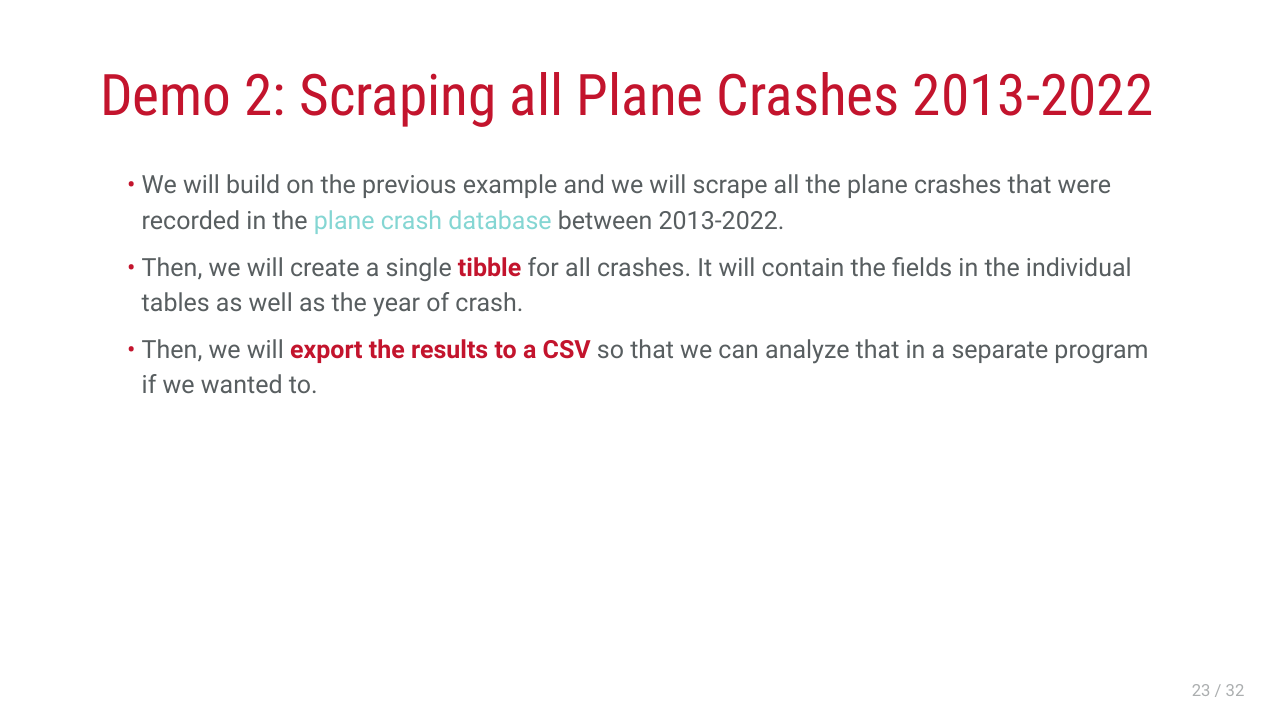 Demo 2: Scraping all Plane Crashes 2013-2022
• We will build on the previous example and we will scrape all the plane crashes that were
recorded in the plane crash database between 2013-2022.
• Then, we will create a single tibble for all crashes. It will contain the fields in the individual
tables as well as the year of crash.
• Then, we will export the results to a CSV so that we can analyze that in a separate program
if we wanted to.
23 / 32